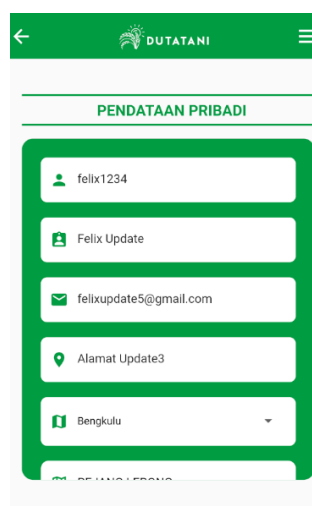 DUTATANI
PENDATAAN PRIBADI
felix1234
Felix Update
felixupdate5@gmail.com
Alamat Update3
Bengkulu